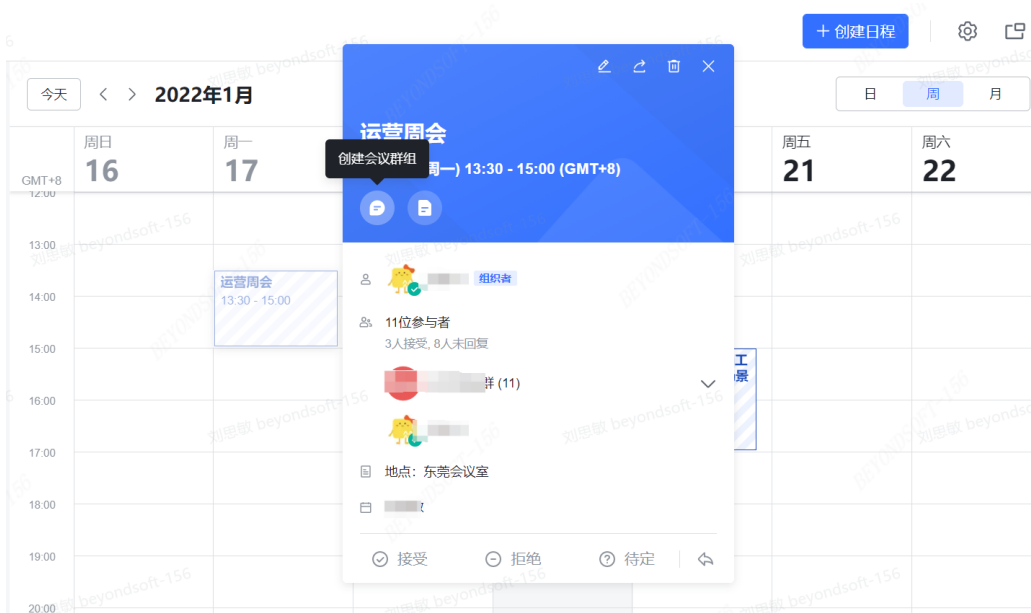 创建日程
今天
2022年1月
日
周
月
GMT+8
周日
16
周一
17
周五
21
周六
22
12:00
13:00
14:00
15:00
16:00
17:00
18:00
19:00
20:00
运营周会
13:30 - 15:00
运营周会
创建会议群组
周一) 13:30 - 15:00 (GMT+8)
组织者
11位参与者
3人接受, 8人未回复
群 (11)
地点：东莞会议室
接受
拒绝
待定
工
景
刘思敏 beyondsoft-156